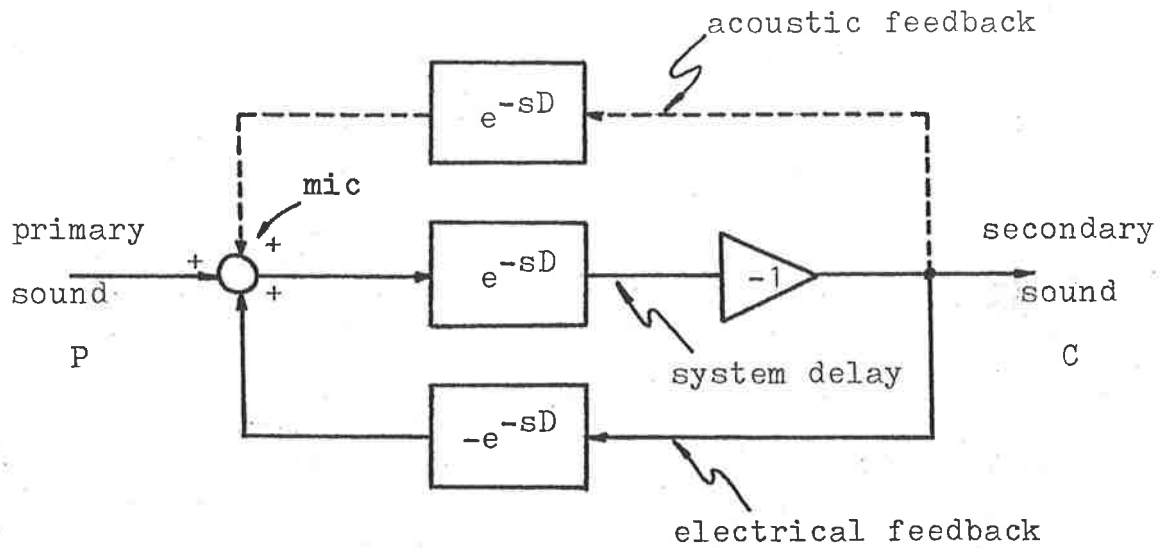 acoustic feedback
e-sD
mic
+
primary
+
+
e-sD
-1
secondary
sound
sound
P
C
system delay
-e-sD
electrical feedback